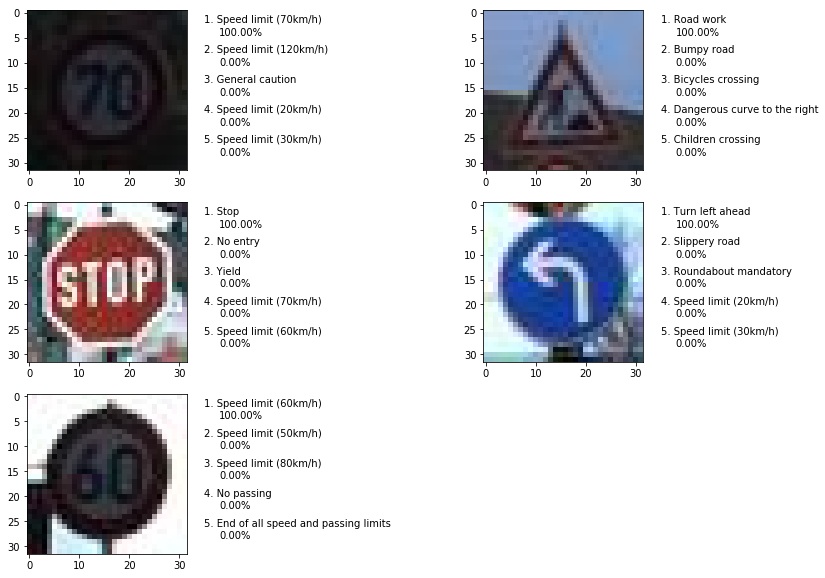 0
5
10
15
20
25
30
0 10 20 30
70
1. Speed limit (70km/h)
100.00%
2. Speed limit (120km/h)
0.00%
3. General caution
0.00%
4. Speed limit (20km/h)
0.00%
5. Speed limit (30km/h)
0.00%
0
5
10
15
20
25
30
0 10 20 30
1. Road work
100.00%
2. Bumpy road
0.00%
3. Bicycles crossing
0.00%
4. Dangerous curve to the right
0.00%
5. Children crossing
0.00%
0
5
10
15
20
25
30
0 10 20 30
STOP
1. Stop
100.00%
2. No entry
0.00%
3. Yield
0.00%
4. Speed limit (70km/h)
0.00%
5. Speed limit (60km/h)
0.00%
0
5
10
15
20
25
30
0 10 20 30
1. Turn left ahead
100.00%
2. Slippery road
0.00%
3. Roundabout mandatory
0.00%
4. Speed limit (20km/h)
0.00%
5. Speed limit (30km/h)
0.00%
0
5
10
15
20
25
30
0 10 20 30
60
1. Speed limit (60km/h)
100.00%
2. Speed limit (50km/h)
0.00%
3. Speed limit (80km/h)
0.00%
4. No passing
0.00%
5. End of all speed and passing limits
0.00%